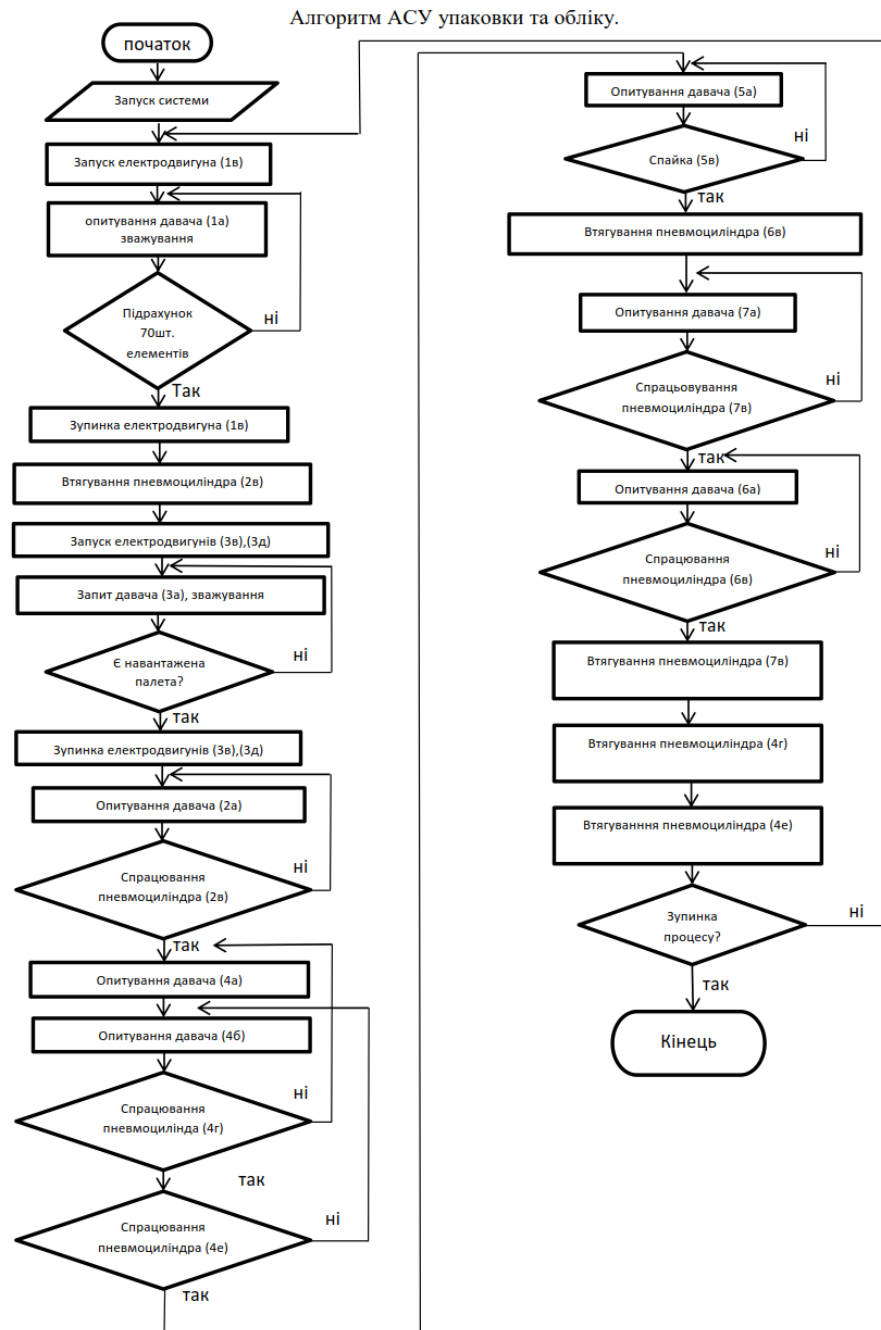 Алгоритм АСУ упаковки та обліку.
початок
Запуск системи
Запуск електродвигуна (1в)
опитування давача (1а)
зважування
Підрахунок
70шт.
елементів
ні
Так
Зупинка електродвигуна (1в)
Втягування пневмоциліндра (2в)
Запуск електродвигунів (3в),(3д)
Запит давача (3а), зважування
Є навантажена
палета?
ні
так
Зупинка електродвигунів (3в),(3д)
Опитування давача (2а)
Спрацювання
пневмоциліндра (2в)
ні
так
Опитування давача (4а)
Опитування давача (4б)
Спрацювання
пневмоцилінда (4г)
ні
так
Спрацювання
пневмоциліндра (4е)
ні
так
Опитування давача (5а)
Спайка (5в)
ні
так
Втягування пневмоциліндра (6в)
Опитування давача (7а)
Спрацьовування
пневмоциліндра (7в)
ні
так
Опитування давача (6а)
Спрацювання
пневмоциліндра (6в)
ні
так
Втягування пневмоциліндра (7в)
Втягування пневмоциліндра (4г)
Втягуванння пневмоциліндра (4е)
Зупинка
процесу?
ні
так
Кінець